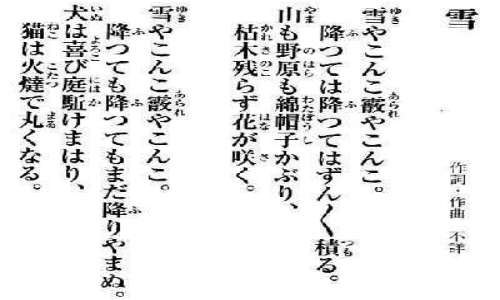 雪
作詞・作曲 不詳
雪やこんこ霰やこんこ。
降つては降つてはずん〱積る。
山も野原も綿帽子かぶり、
枯木残らず花が咲く。
雪やこんこ霰やこんこ。
降つても降つてもまだ降りやまぬ。
犬は喜び庭駈けまはり、
猫は火燵で丸くなる。